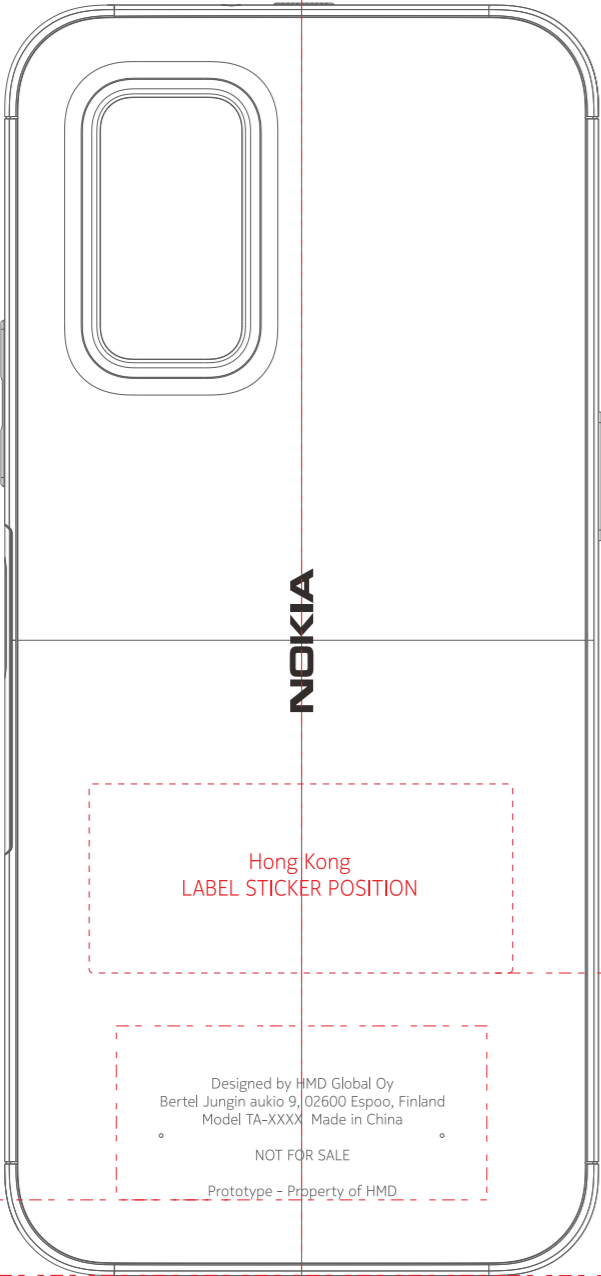 NOKIA
Hong Kong
LABEL STICKER POSITION
Designed by HMD Global Oy
Bertel Jungin aukio 9, 02600 Espoo, Finland
Model TA-XXXX Made in China
NOT FOR SALE
Prototype - Property of HMD